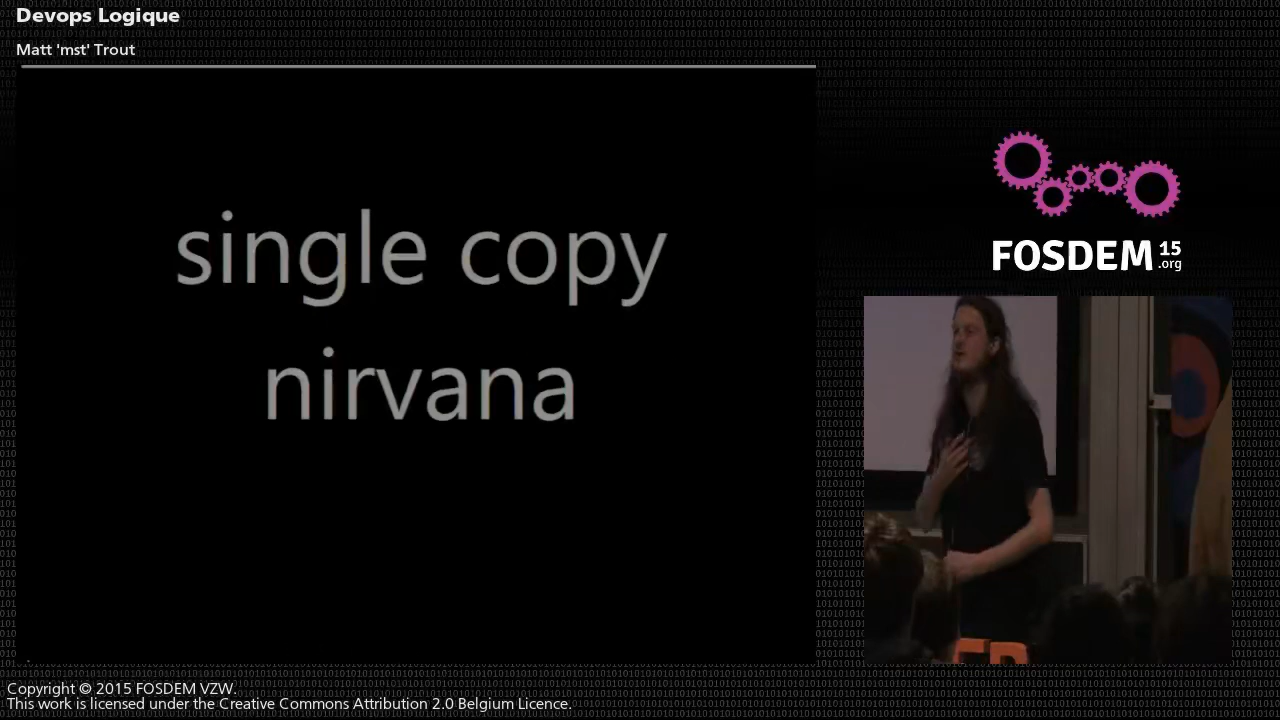 Devops Logique
Matt 'mst' Trout
single copy
nirvana
FOSDEM 15
.org
Copyright © 2015 FOSDEM VZW.
This work is licensed under the Creative Commons Attribution 2.0 Belgium Licence.